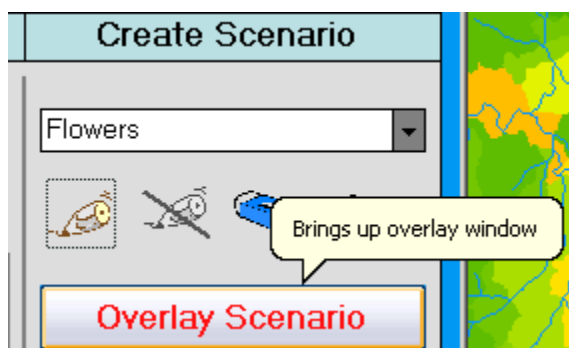 Create Scenario
Flowers
Brings up overlay window
Overlay Scenario